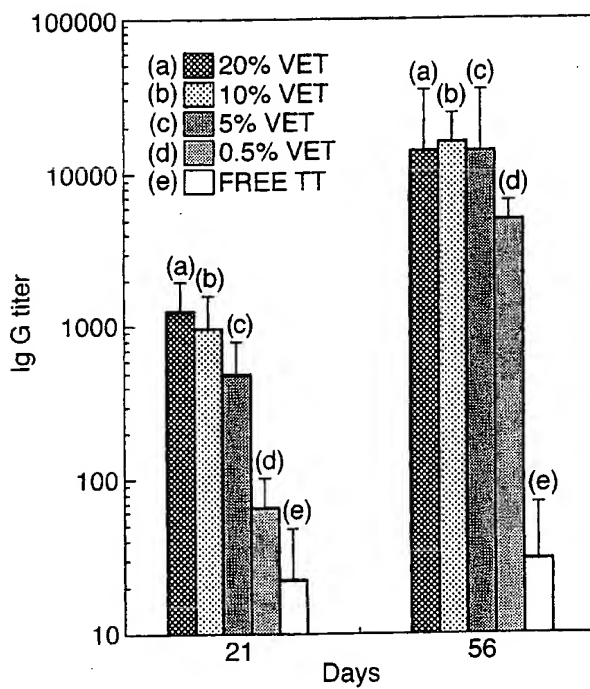 100000
10000
1000
100
10
Ig G titer
(a) 20% VET
(b) 10% VET
(c) 5% VET
(d) 0.5% VET
(e) FREE TT
(a)
(b)
(c)
(d)
(e)
(a)
(b)
(c)
(d)
(e)
21
56
Days